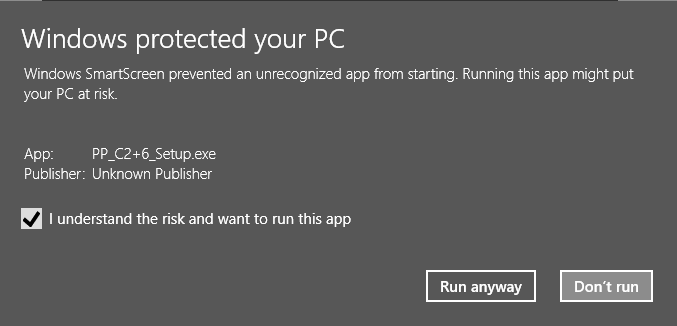 Windows protected your PC
Windows SmartScreen prevented an unrecognized app from starting. Running this app might put
your PC at risk.
App: PP_C2+6_Setup.exe
Publisher: Unknown Publisher
I understand the risk and want to run this app
Run anyway
Don't run